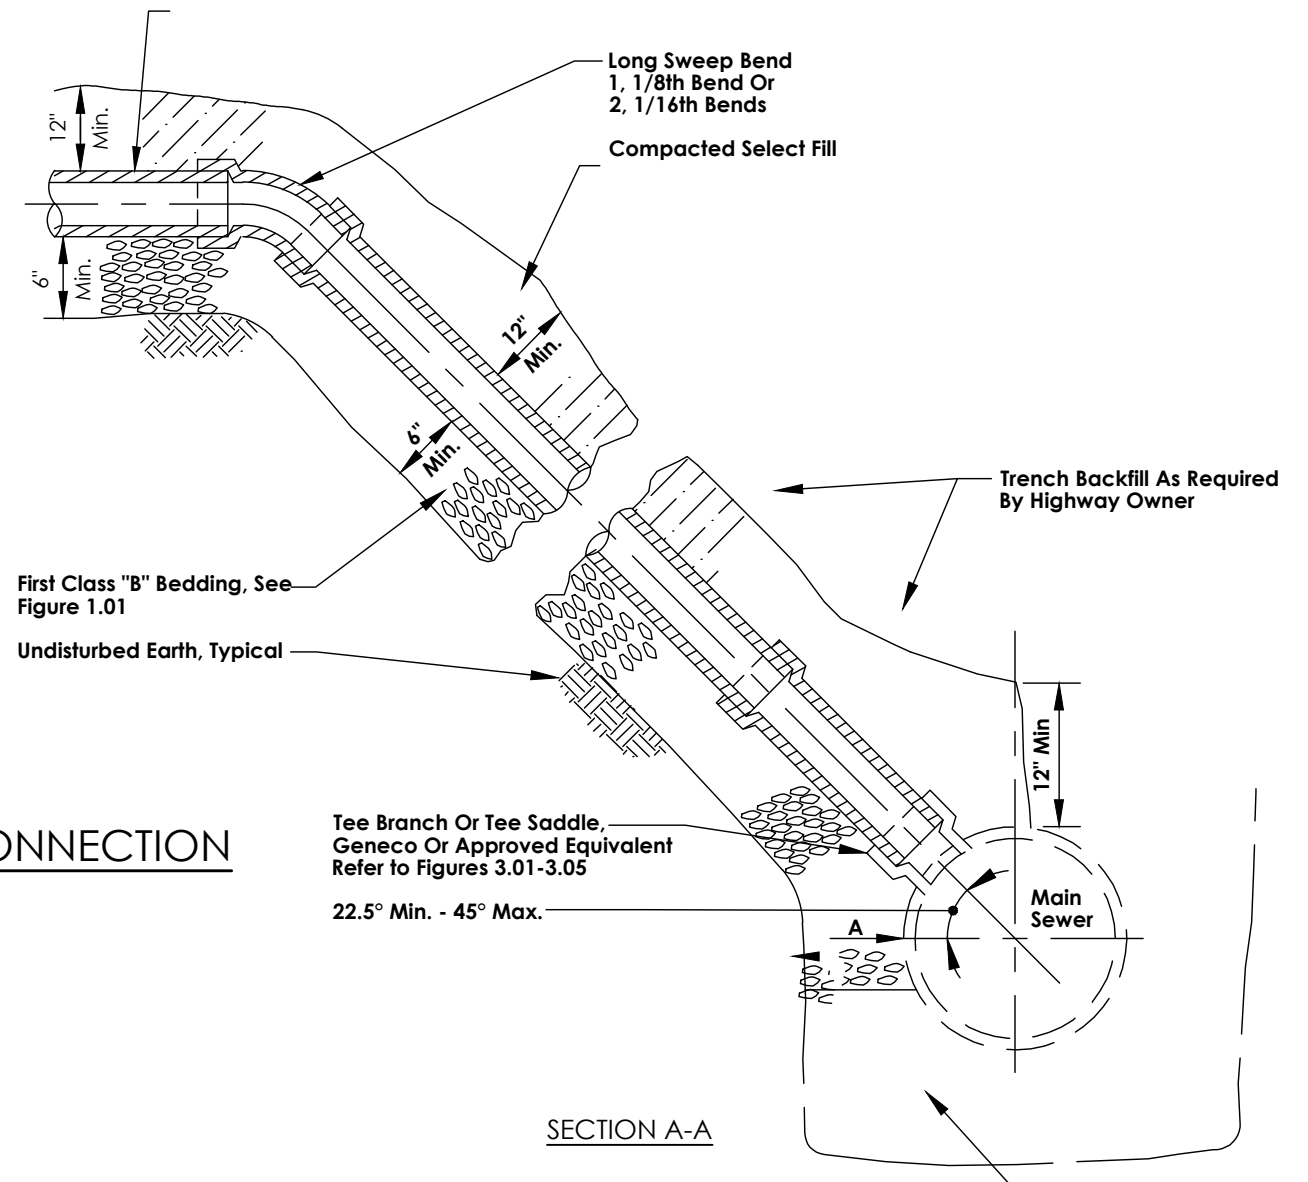 Long Sweep Bend
1, 1/8th Bend Or
2, 1/16th Bends
Compacted Select Fill
12"
Min.
6"
Min.
12"
Min.
6"
Min.
Trench Backfill As Required
By Highway Owner
First Class "B" Bedding, See
Figure 1.01
Undisturbed Earth, Typical
12" Min
ONNECTION
Tee Branch Or Tee Saddle,
Geneco Or Approved Equivalent
Refer to Figures 3.01-3.05
22.5° Min. - 45° Max.
Main
Sewer
A
SECTION A-A